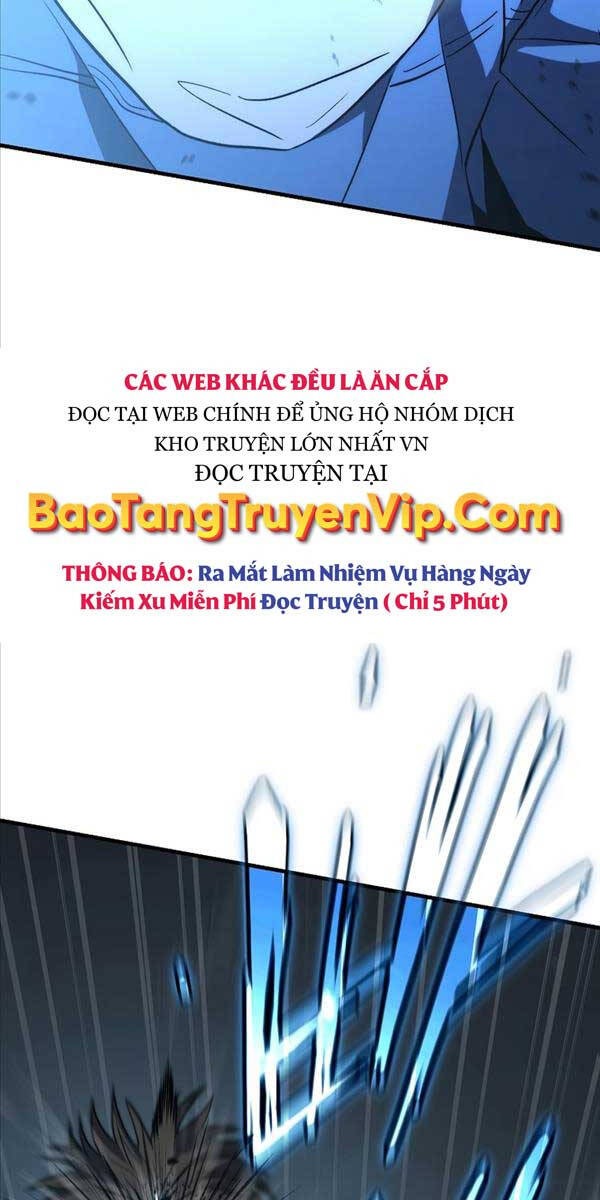 CÁC WEB KHÁC ĐỀU LÀ ĂN CẮP
ĐỌC TẠI WEB CHÍNH ĐỂ ỦNG HỘ NHÓM DỊCH
KHO TRUYỆN LỚN NHẤT VN
ĐỌC TRUYỆN TẠI
BaoTangTruyenVip.Com
THÔNG BÁO: Ra Mắt Làm Nhiệm Vụ Hàng Ngày
Kiếm Xu Miễn Phí Đọc Truyện ( Chỉ 5 Phút)